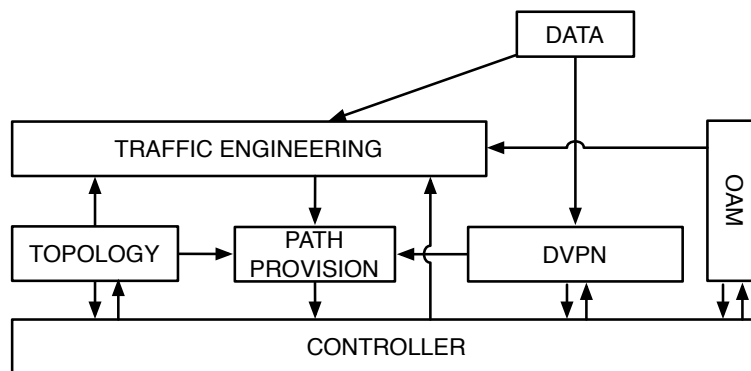 DATA
TRAFFIC ENGINEERING
OAM
TOPOLOGY
PATH
PROVISION
DVPN
CONTROLLER